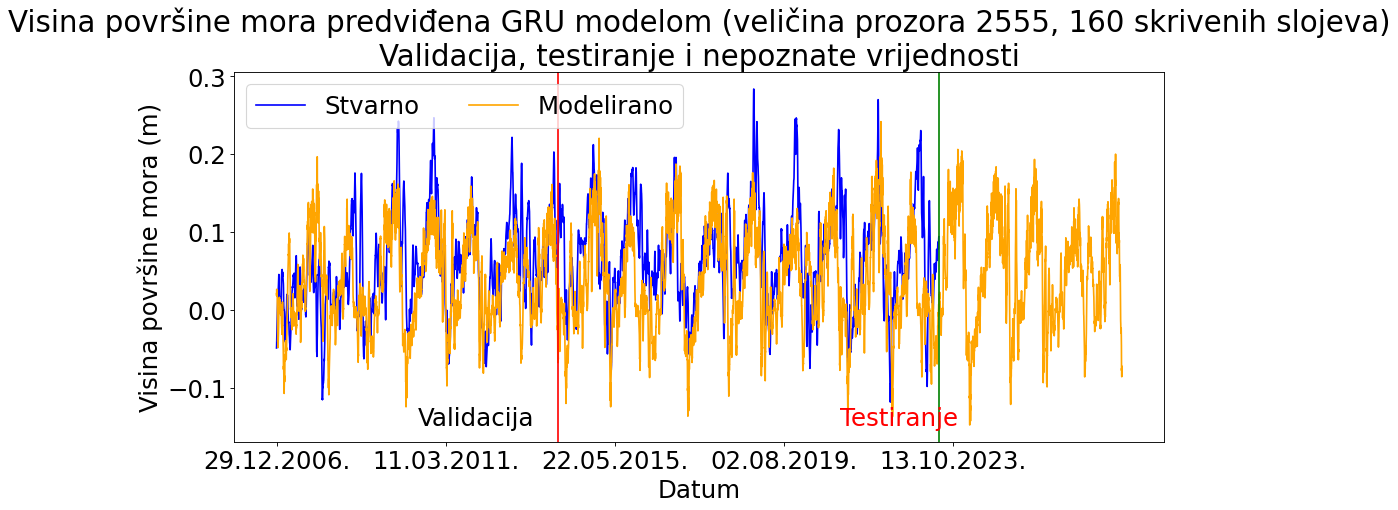 Visina površine mora predviđena GRU modelom (veličina prozora 2555, 160 skrivenih slojeva)
Validacija, testiranje i nepoznate vrijednosti
Stvarno Modelirano
Visina površine mora (m)
0.3
0.2
0.1
0.0
−0.1
Validacija
Testiranje
29.12.2006. 11.03.2011. 22.05.2015. 02.08.2019. 13.10.2023.
Datum